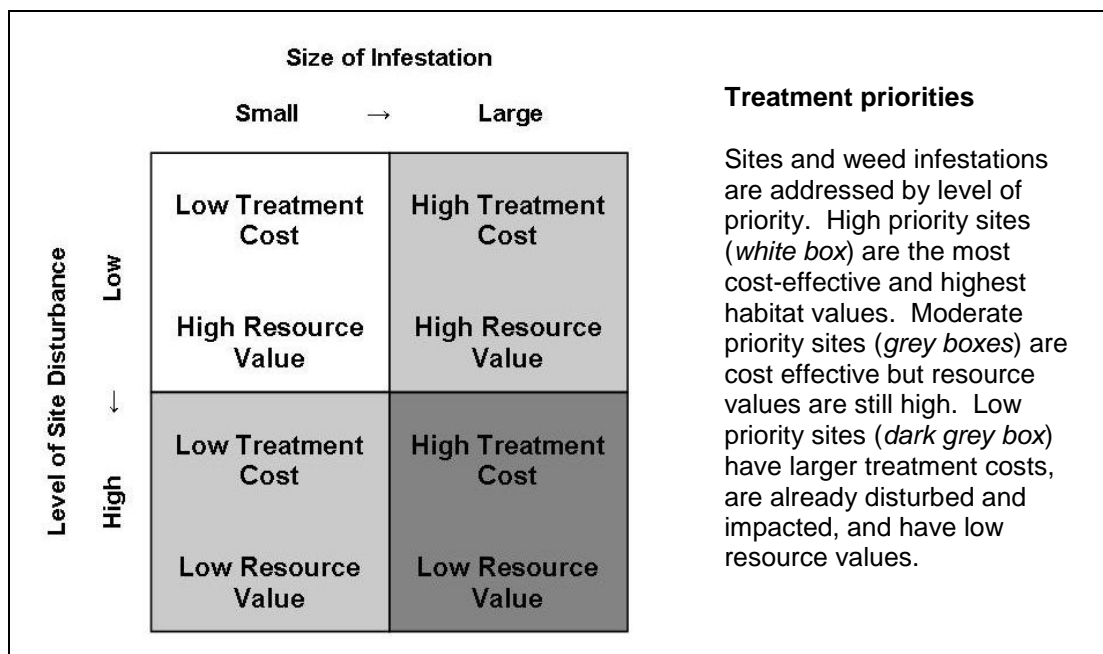 Size of Infestation
Small → Large
Level of Site Disturbance
Low → High
Low Treatment
Cost
High Resource
Value
High Treatment
Cost
High Resource
Value
Low Treatment
Cost
Low Resource
Value
High Treatment
Cost
Low Resource
Value
Treatment priorities
Sites and weed infestations
are addressed by level of
priority.  High priority sites
(white box) are the most
cost-effective and highest
habitat values.  Moderate
priority sites (grey boxes) are
cost effective but resource
values are still high.  Low
priority sites (dark grey box)
have larger treatment costs,
are already disturbed and
impacted, and have low
resource values.